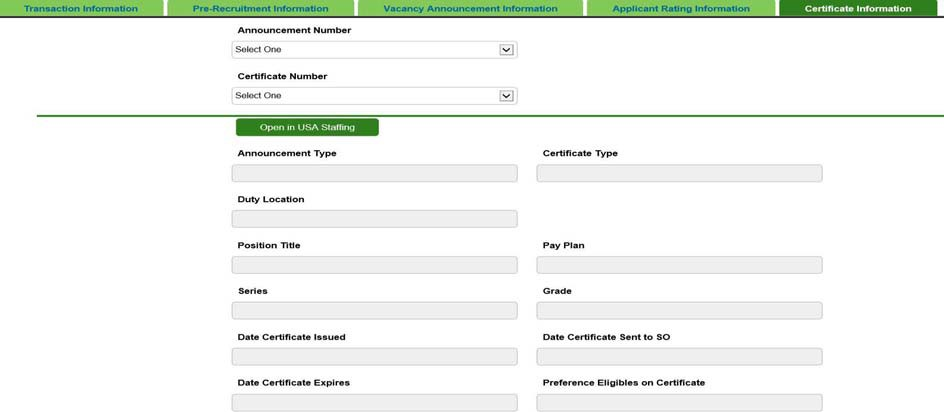 Transaction Information Pre-Recruitment Information Vacancy Announcement Information Applicant Rating Information Certificate Information
Announcement Number
Select One
Certificate Number
Select One
Open in USA Staffing
Announcement Type Certificate Type
Duty Location
Position Title Pay Plan
Series Grade
Date Certificate Issued Date Certificate Sent to SO
Date Certificate Expires Preference Eligibles on Certificate